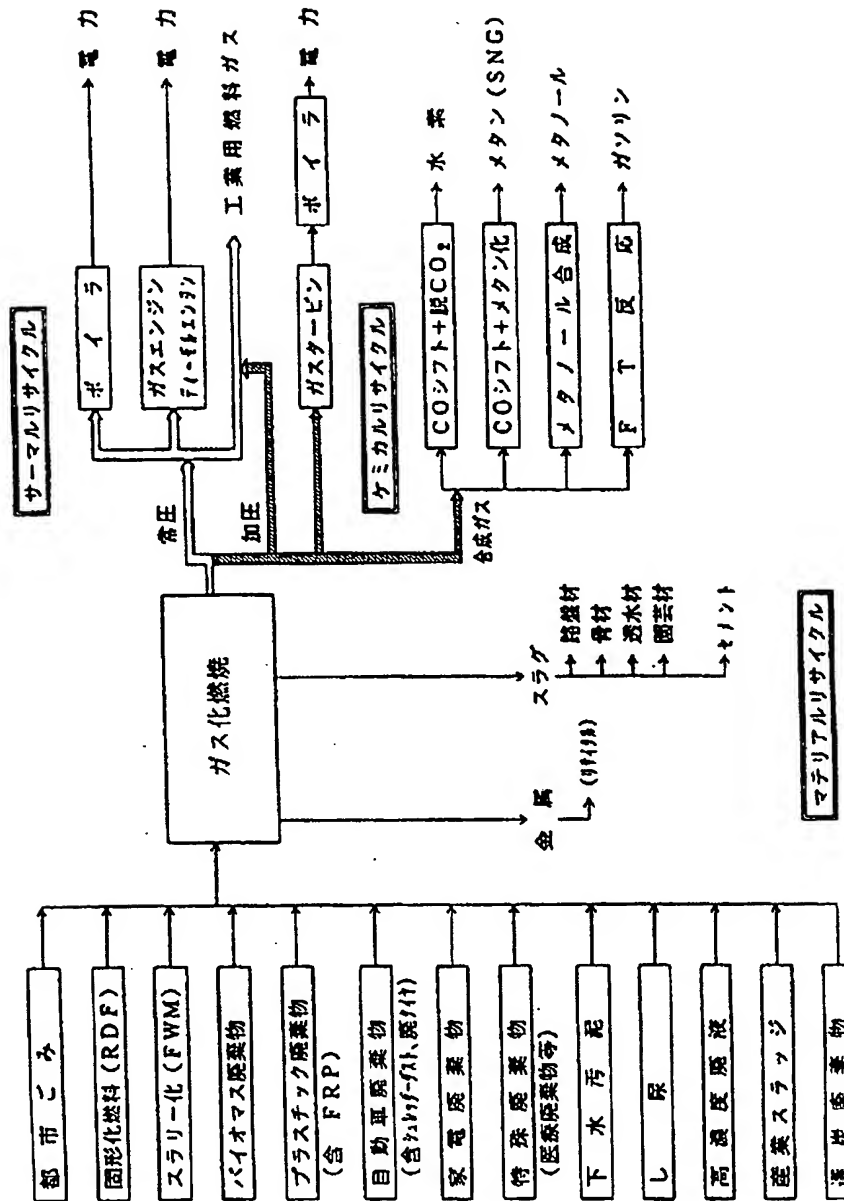 都市ごみ
固形化燃料(RDF)
スラリー化(FWM)
バイオマス廃棄物
プラスチック廃棄物
(含 FRP)
自動車廃棄物
(含シュレッダーダスト、廃タイヤ)
家電廃棄物
特殊廃棄物
(医療廃棄物等)
下水汚泥
し尿
高濃度廃液
産業スラッジ
廃棄物
ガス化燃焼
金属
(リサイクル)
スラグ
路盤材
骨材
透水材
園芸材
セメント
マテリアルリサイクル
サーマルリサイクル
常圧
加圧
ボイラ
電力
ガスエンジン
ディーゼルエンジン
電力
工業用燃料ガス
ガスタービン
ボイラ
電力
ケミカルリサイクル
合成ガス
COシフト+脱CO₂
水素
COシフト+メタン化
メタン(SNG)
メタノール合成
メタノール
FT反応
ガソリン